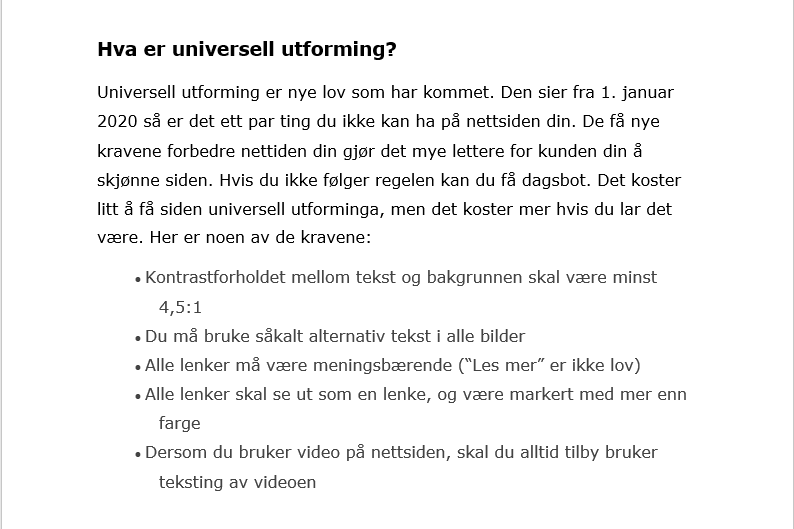 Hva er universell utforming?
Universell utforming er nye lov som har kommet. Den sier fra 1. januar
2020 så er det ett par ting du ikke kan ha på nettsiden din. De få nye
kravene forbedre nettiden din gjør det mye lettere for kunden din å
skjønne siden. Hvis du ikke følger regelen kan du få dagsbot. Det koster
litt å få siden universell utforminga, men det koster mer hvis du lar det
være. Her er noen av de kravene:
• Kontrastforholdet mellom tekst og bakgrunnen skal være minst
4,5:1
• Du må bruke såkalt alternativ tekst i alle bilder
• Alle lenker må være meningsbærende (“Les mer” er ikke lov)
• Alle lenker skal se ut som en lenke, og være markert med mer enn
farge
• Dersom du bruker video på nettsiden, skal du alltid tilby bruker
teksting av videoen